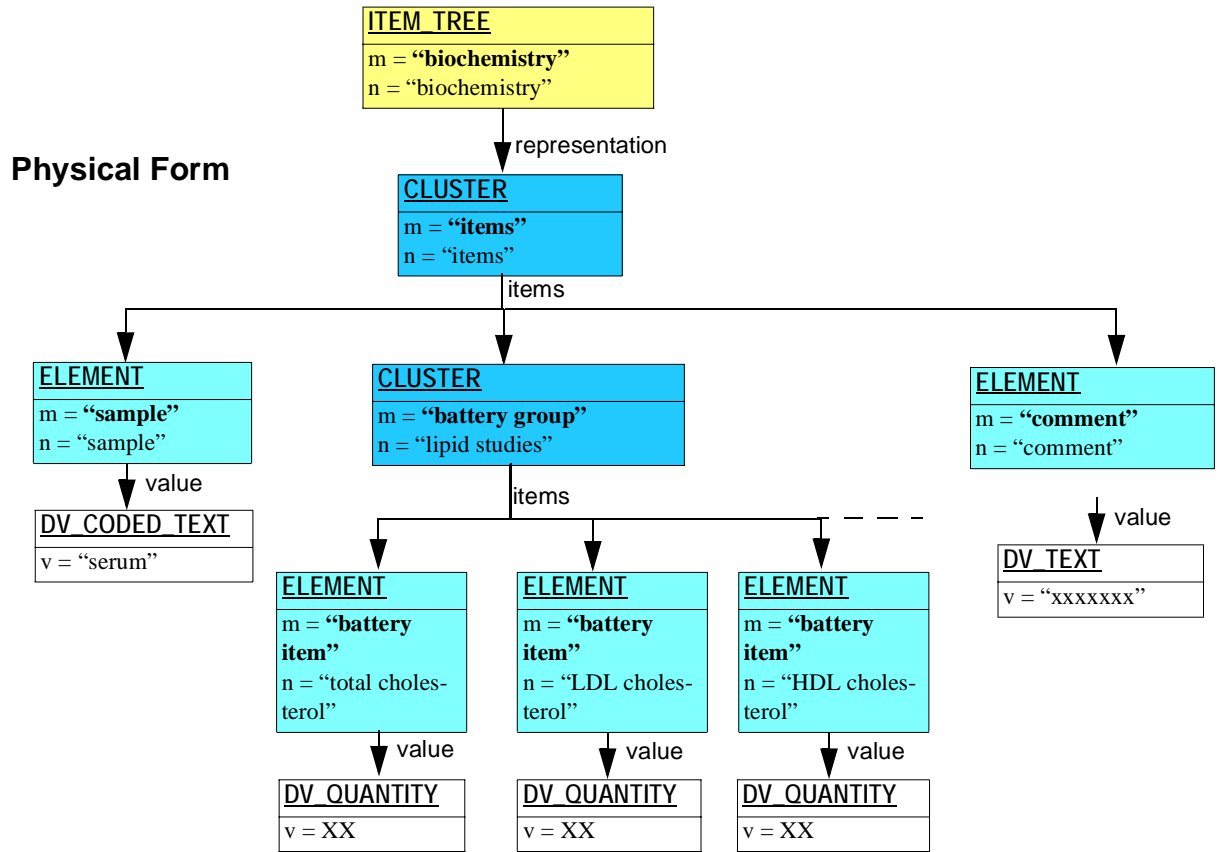 ITEM_TREE
m = “biochemistry”
n = “biochemistry”
representation
Physical Form
CLUSTER
m = “items”
n = “items”
items
ELEMENT
m = “sample”
n = “sample”
value
DV_CODED_TEXT
v = “serum”
CLUSTER
m = “battery group”
n = “lipid studies”
items
ELEMENT
m = “comment”
n = “comment”
value
DV_TEXT
v = “xxxxxxx”
ELEMENT
m = “battery
item”
n = “total choles-
terol”
value
DV_QUANTITY
v = XX
ELEMENT
m = “battery
item”
n = “LDL choles-
terol”
value
DV_QUANTITY
v = XX
ELEMENT
m = “battery
item”
n = “HDL choles-
terol”
value
DV_QUANTITY
v = XX